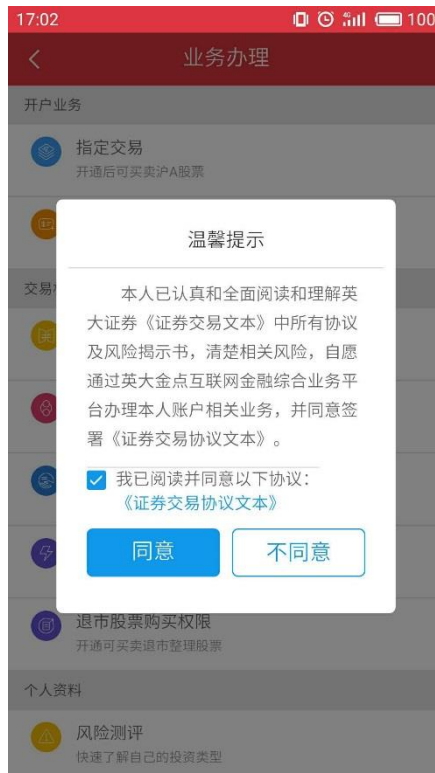 17:02
100
业务办理
开户业务
指定交易
开通后可买卖沪A股票
温馨提示
交易
本人已认真和全面阅读和理解英
大证券《证券交易文本》中所有协议
及风险揭示书，清楚相关风险，自愿
通过英大金点互联网金融综合业务平
台办理本人账户相关业务，并同意签
署《证券交易协议文本》。
我已阅读并同意以下协议：
《证券交易协议文本》
同意
不同意
退市股票购买权限
开通可买卖退市整理股票
个人资料
风险测评
快速了解自己的投资类型